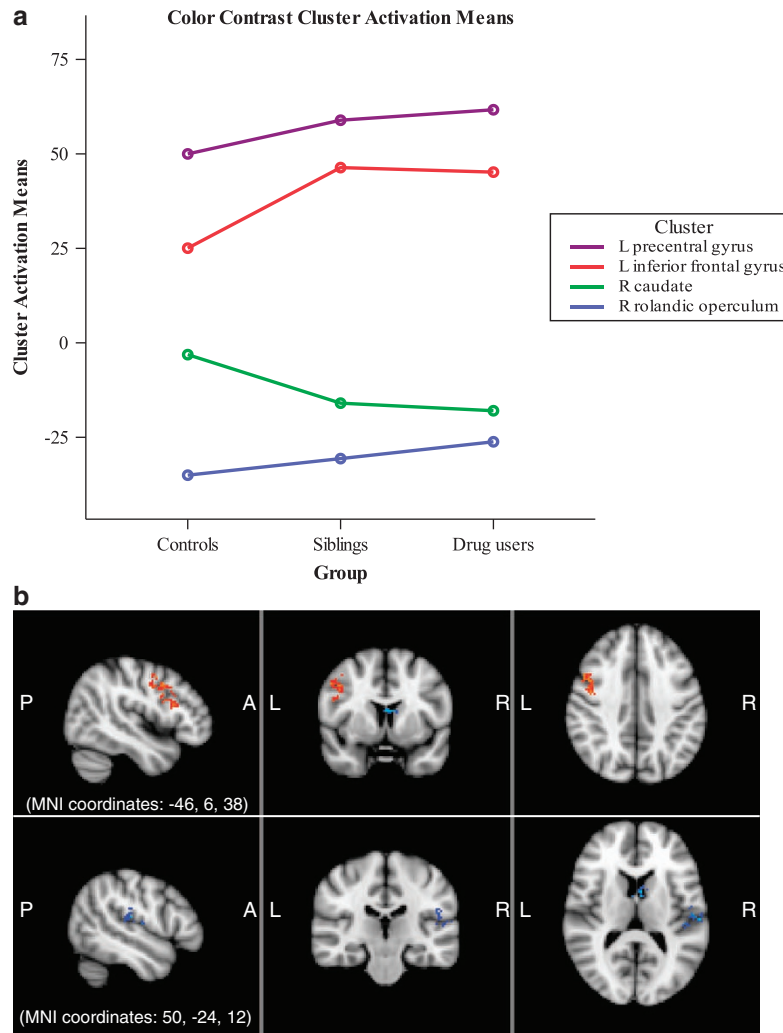 a
Color Contrast Cluster Activation Means
75
50
25
0
-25
Cluster Activation Means
Controls
Siblings
Drug users
Group
Cluster
L precentral gyrus
L inferior frontal gyrus
R caudate
R rolandic operculum
b
P
A
L
R
L
R
(MNI coordinates: -46, 6, 38)
P
A
L
R
L
R
(MNI coordinates: 50, -24, 12)